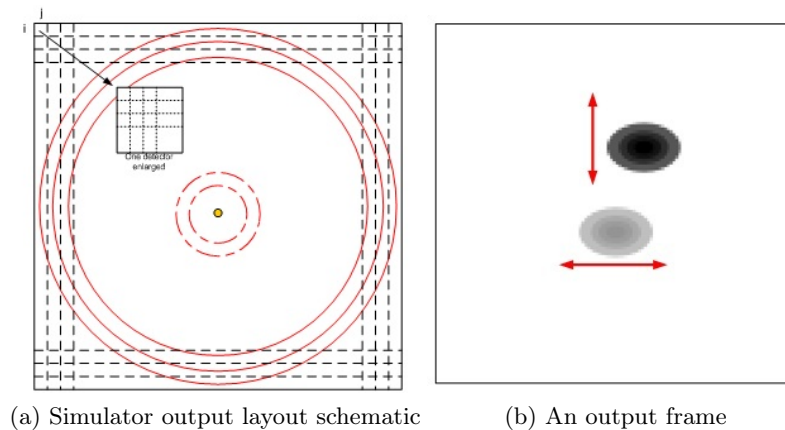 j
i
One detector
enlarged
(a) Simulator output layout schematic
(b) An output frame